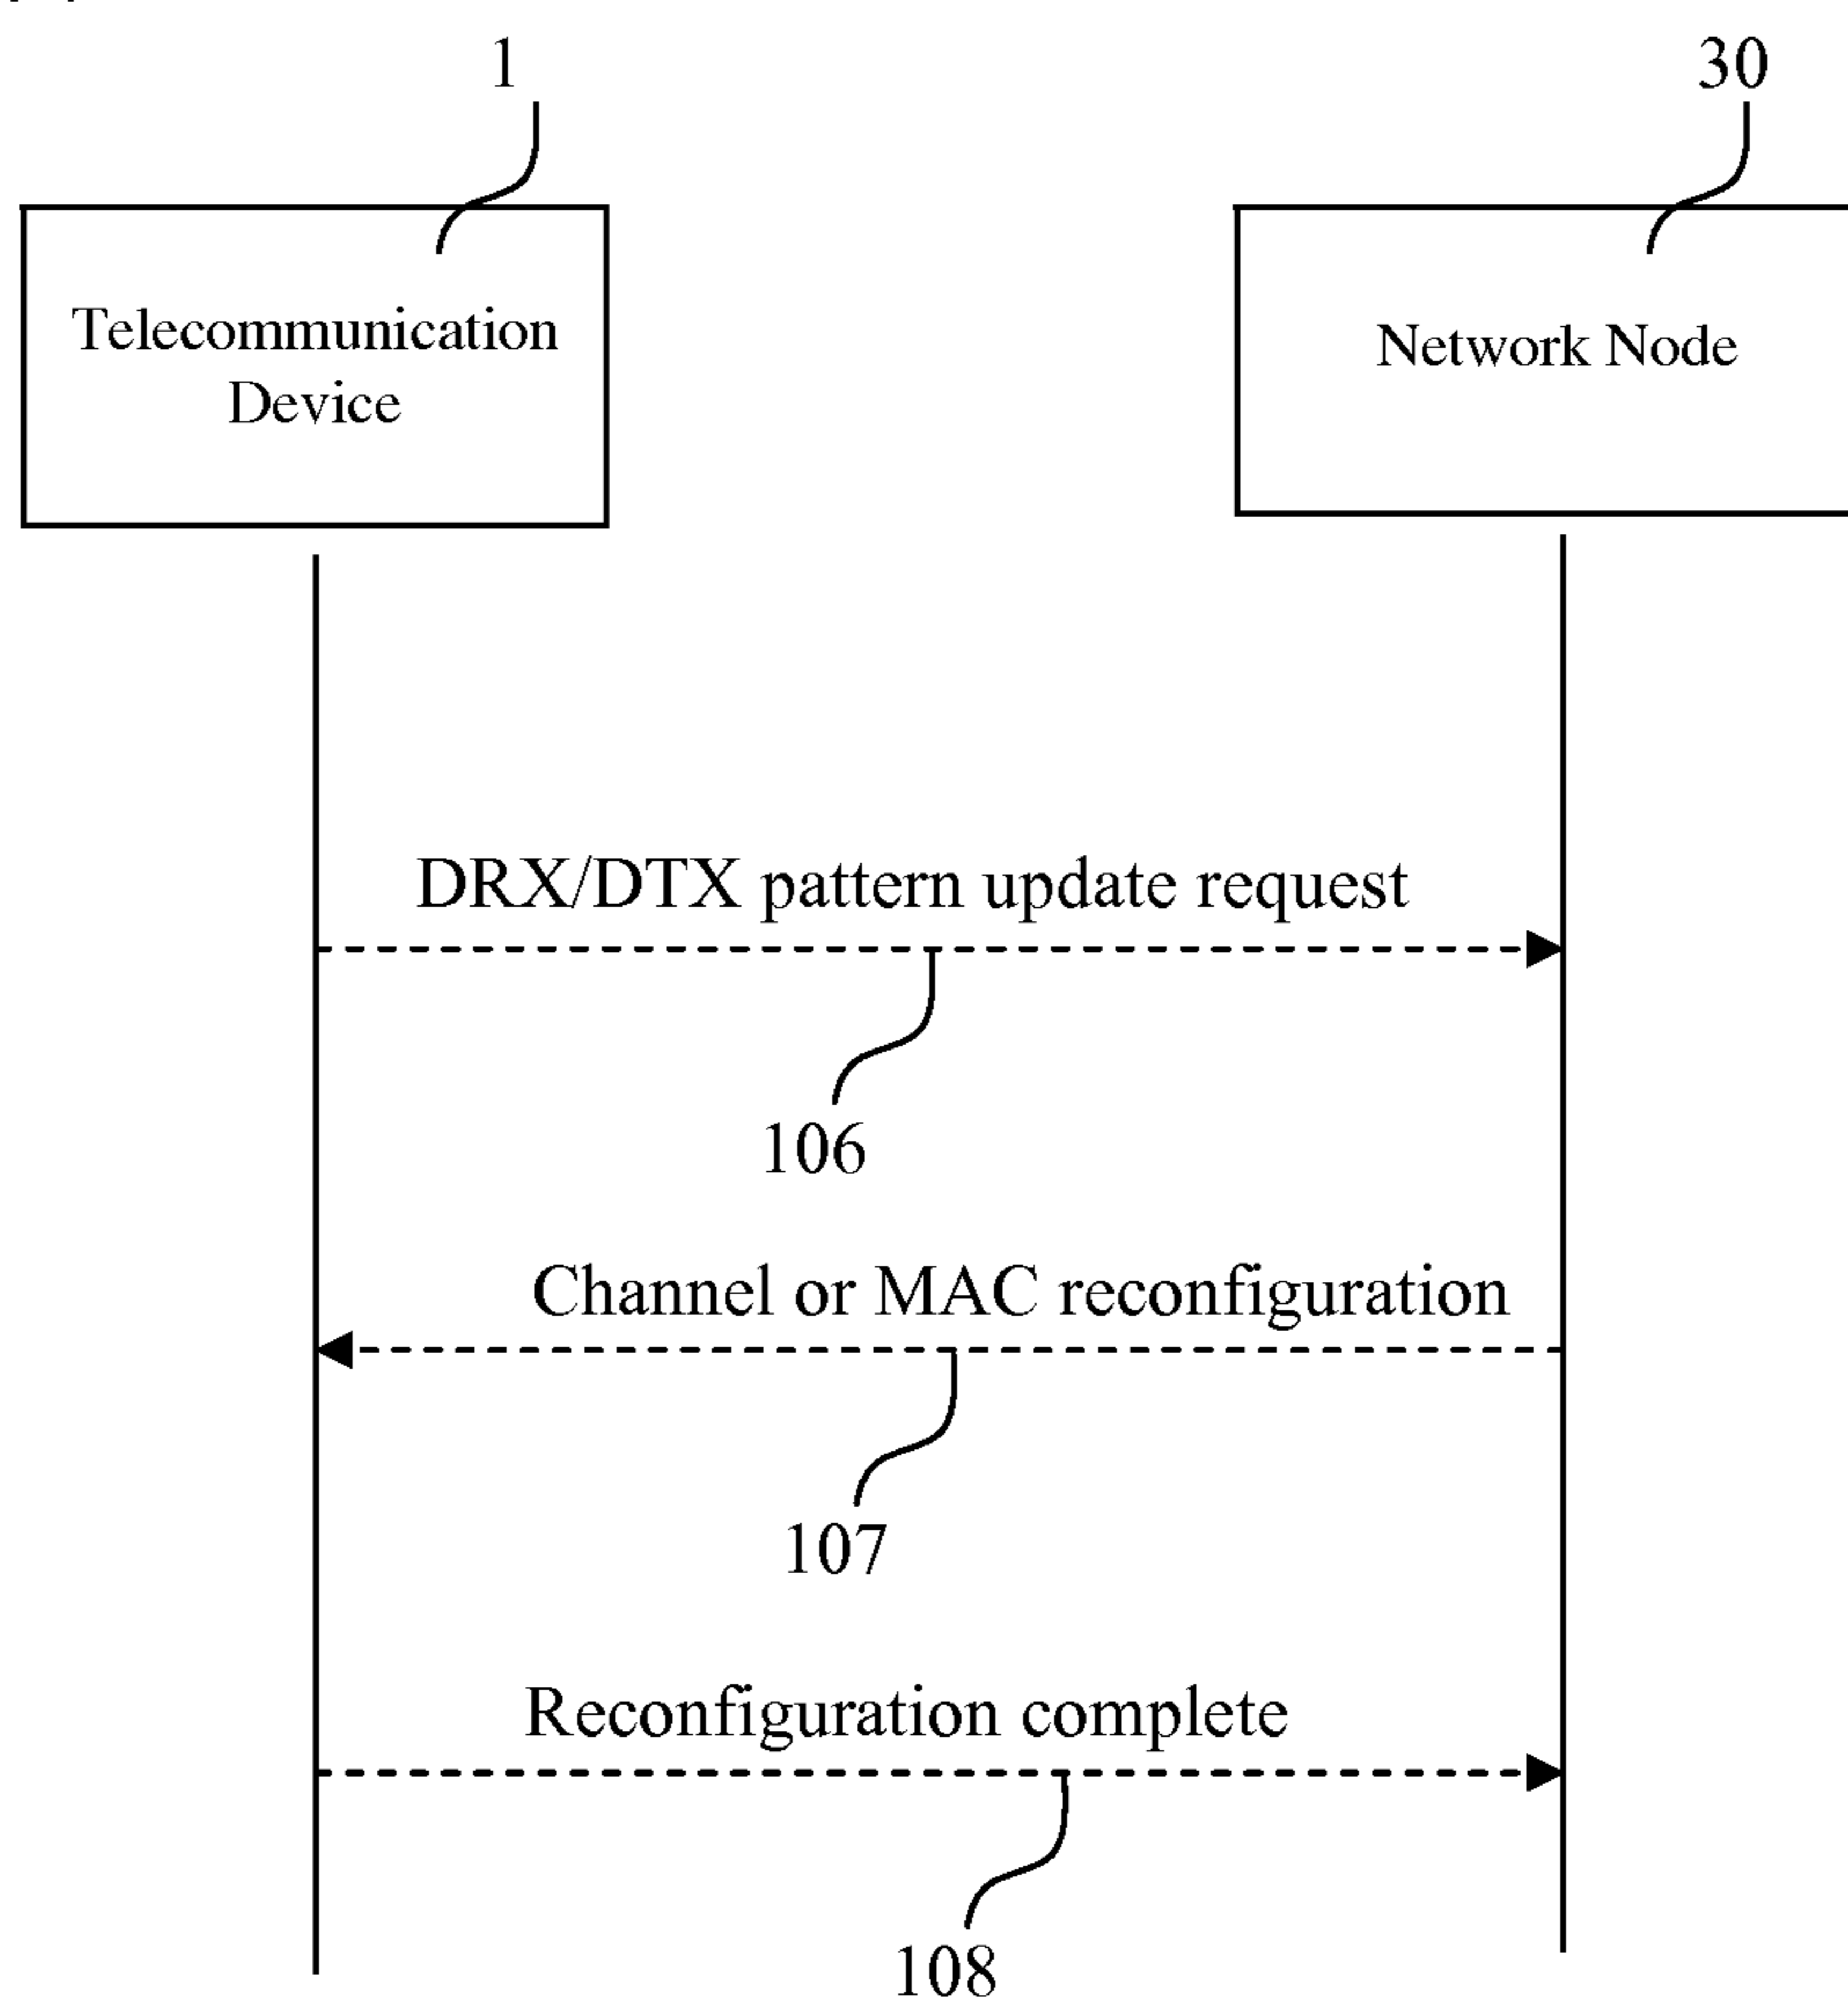 1
30
Telecommunication
Device
Network Node
DRX/DTX pattern update request
106
Channel or MAC reconfiguration
107
Reconfiguration complete
108